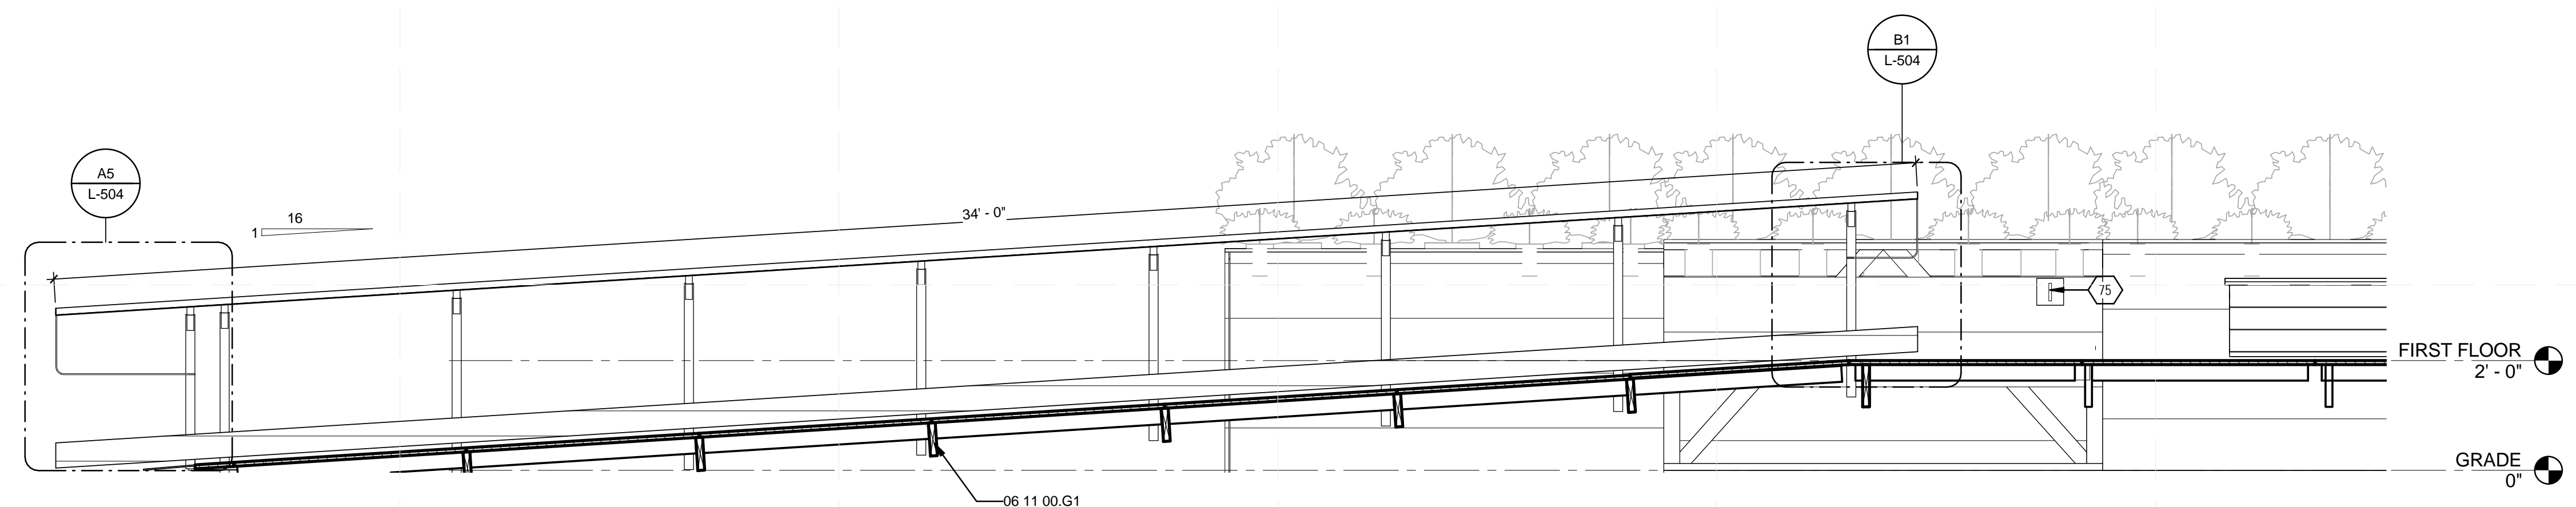 B1
L-504
A5
L-504
16
1
34' - 0"
75
FIRST FLOOR
2' - 0"
GRADE
0"
06 11 00.G1